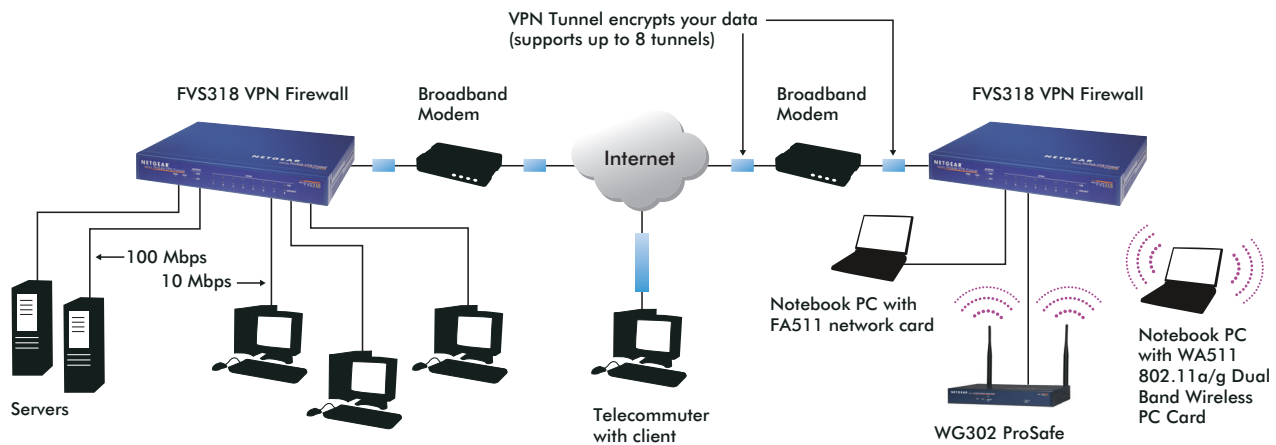 VPN Tunnel encrypts your data
(supports up to 8 tunnels)
FVS318 VPN Firewall
Broadband
Modem
Broadband
Modem
FVS318 VPN Firewall
NETGEAR
FVS318
Internet
NETGEAR
FVS318
100 Mbps
10 Mbps
Servers
Telecommuter
with client
Notebook PC with
FA511 network card
WG302 ProSafe
Notebook PC
with WA511
802.11a/g Dual
Band Wireless
PC Card